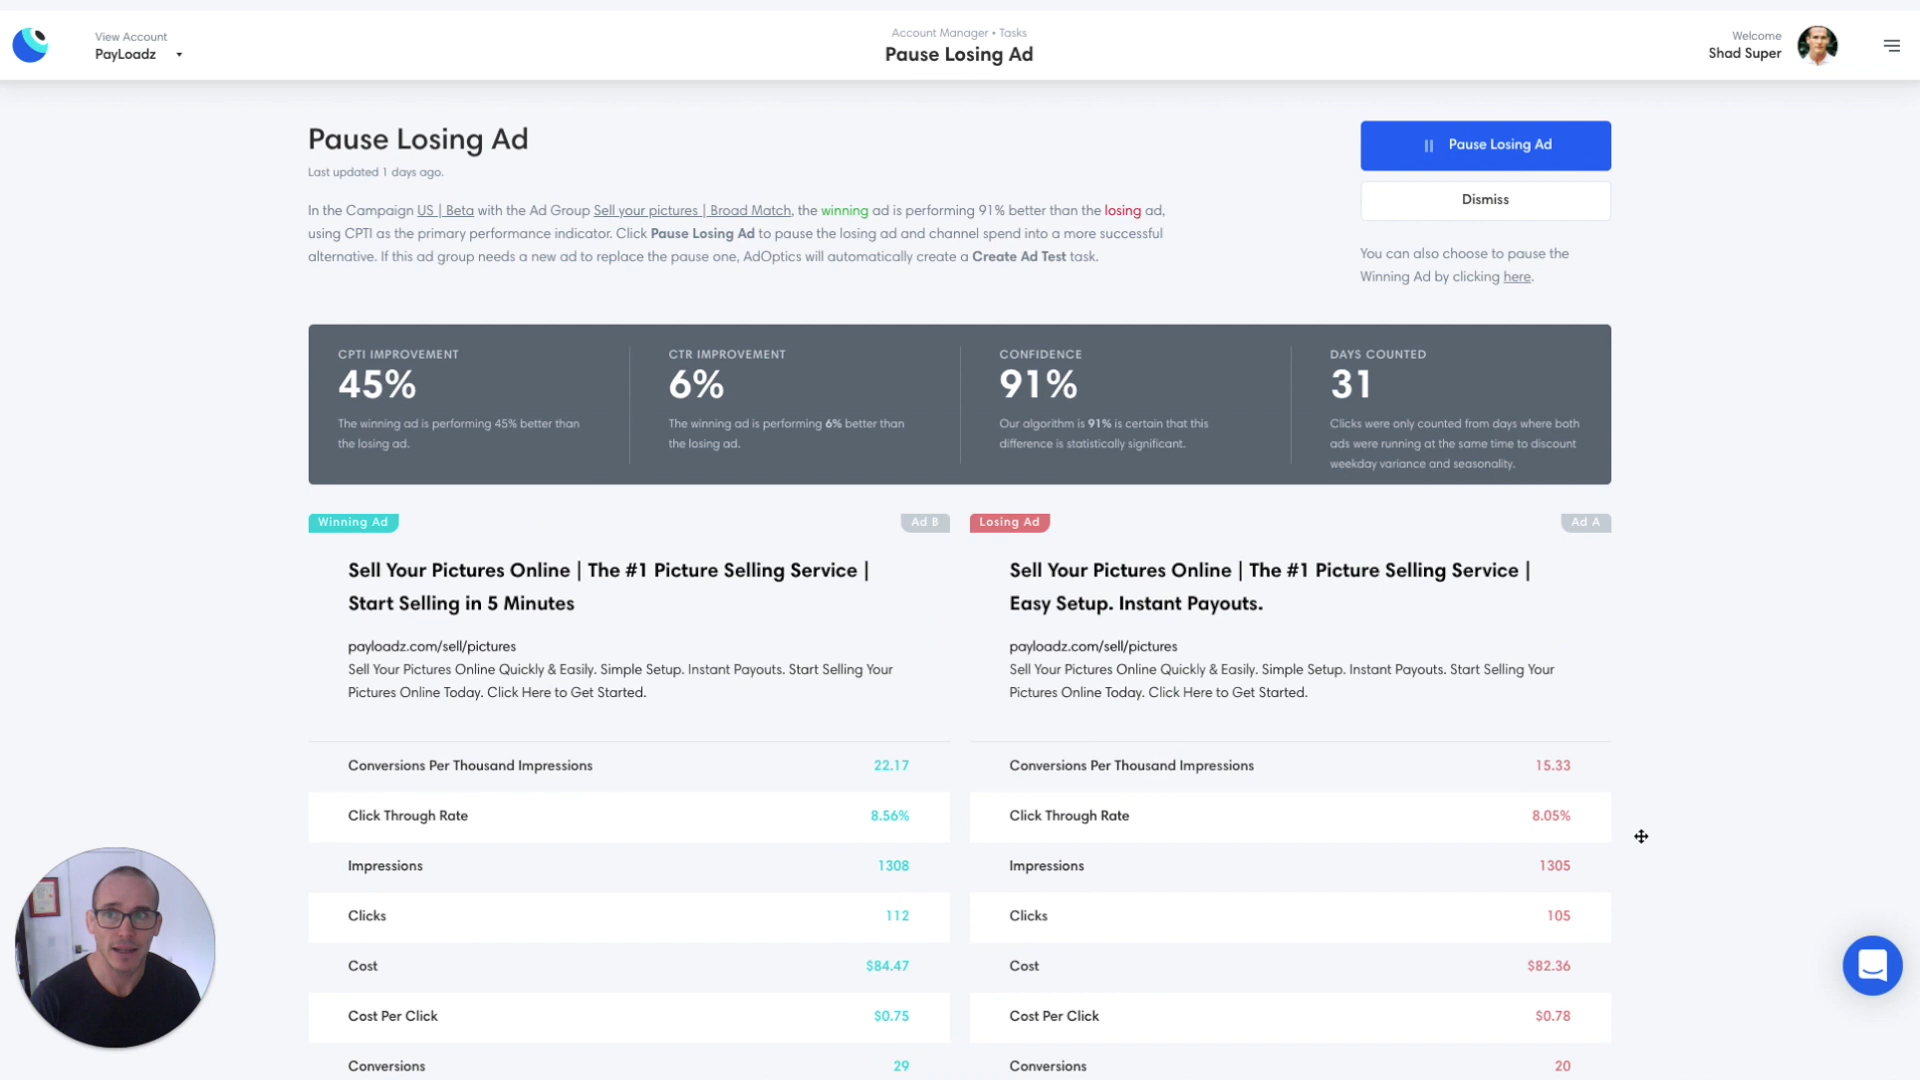 View Account
PayLoadz
Account Manager • Tasks
Pause Losing Ad
Welcome
Shad Super
Pause Losing Ad
Last updated 1 days ago.
In the Campaign US | Beta with the Ad Group Sell your pictures | Broad Match, the winning ad is performing 91% better than the losing ad,
using CPTI as the primary performance indicator. Click Pause Losing Ad to pause the losing ad and channel spend into a more successful
alternative. If this ad group needs a new ad to replace the pause one, AdOptics will automatically create a Create Ad Test task.
Pause Losing Ad
Dismiss
You can also choose to pause the
Winning Ad by clicking here.
CPTI IMPROVEMENT
45%
The winning ad is performing 45% better than
the losing ad.
CTR IMPROVEMENT
6%
The winning ad is performing 6% better than
the losing ad.
CONFIDENCE
91%
Our algorithm is 91% is certain that this
difference is statistically significant.
DAYS COUNTED
31
Clicks were only counted from days where both
ads were running at the same time to discount
weekday variance and seasonality.
Winning Ad
Ad B
Sell Your Pictures Online | The #1 Picture Selling Service |
Start Selling in 5 Minutes
payloadz.com/sell/pictures
Sell Your Pictures Online Quickly & Easily. Simple Setup. Instant Payouts. Start Selling Your
Pictures Online Today. Click Here to Get Started.
Conversions Per Thousand Impressions 22.17
Click Through Rate 8.56%
Impressions 1308
Clicks 112
Cost $84.47
Cost Per Click $0.75
Conversions 29
Losing Ad
Ad A
Sell Your Pictures Online | The #1 Picture Selling Service |
Easy Setup. Instant Payouts.
payloadz.com/sell/pictures
Sell Your Pictures Online Quickly & Easily. Simple Setup. Instant Payouts. Start Selling Your
Pictures Online Today. Click Here to Get Started.
Conversions Per Thousand Impressions 15.33
Click Through Rate 8.05%
Impressions 1305
Clicks 105
Cost $82.36
Cost Per Click $0.78
Conversions 20